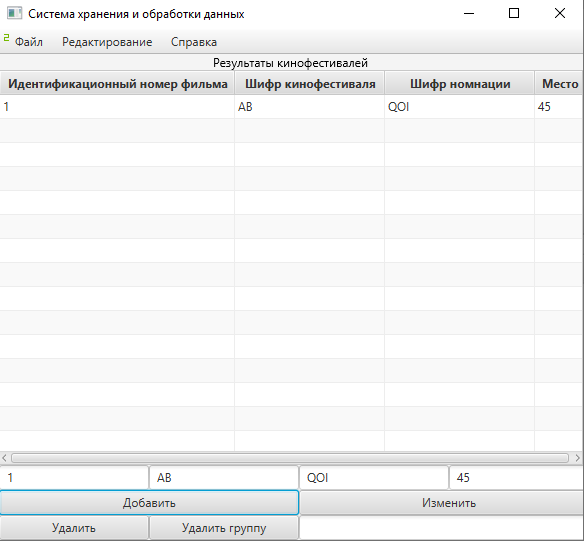 Система хранения и обработки данных
2 Файл Редактирование Справка
Результаты кинофестивалей
Идентификационный номер фильма Шифр кинофестиваля Шифр номнации Место
1 AB QOI 45
1 AB QOI 45
Добавить Изменить
Удалить Удалить группу